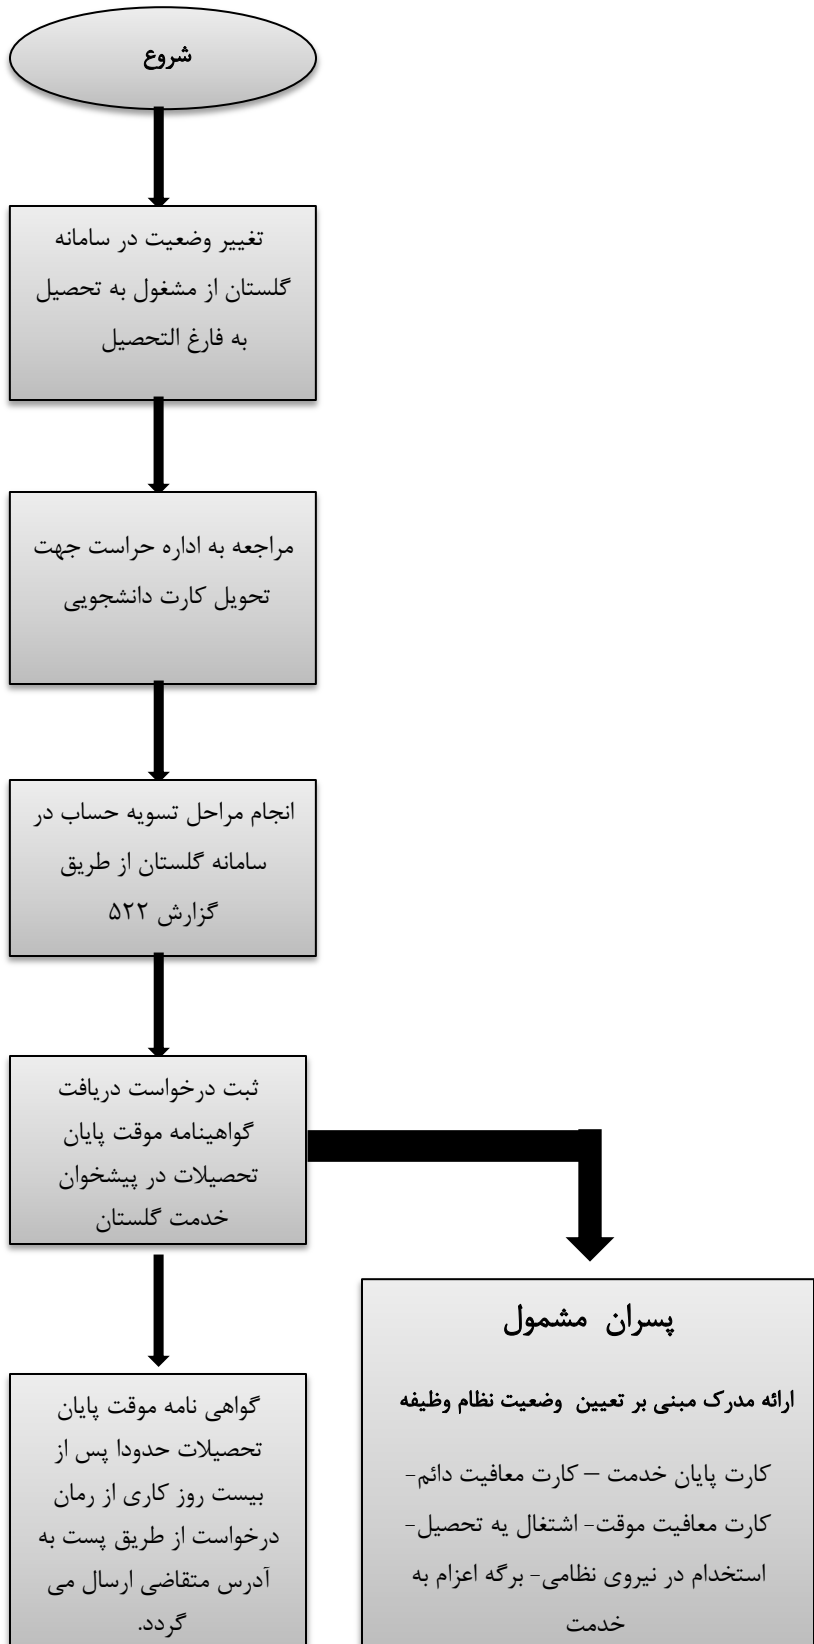 شروع
تغییر وضعیت در سامانه
گلستان از مشغول به تحصیل
به فارغ التحصیل
مراجعه به اداره حراست جهت
تحویل کارت دانشجویی
انجام مراحل تسویه حساب در
سامانه گلستان از طریق
گزارش ۵۲۲
ثبت درخواست دریافت
گواهینامه موقت پایان
تحصیلات در پیشخوان
خدمت گلستان
پسران مشمول
ارائه مدرک مبنی بر تعیین وضعیت نظام وظیفه
کارت پایان خدمت – کارت معافیت دائم-
کارت معافیت موقت- اشتغال یه تحصیل-
استخدام در نیروی نظامی- برگه اعزام به
خدمت
گواهی نامه موقت پایان
تحصیلات حدودا پس از
بیست روز کاری از رمان
درخواست از طریق پست به
آدرس متقاضی ارسال می
گردد.